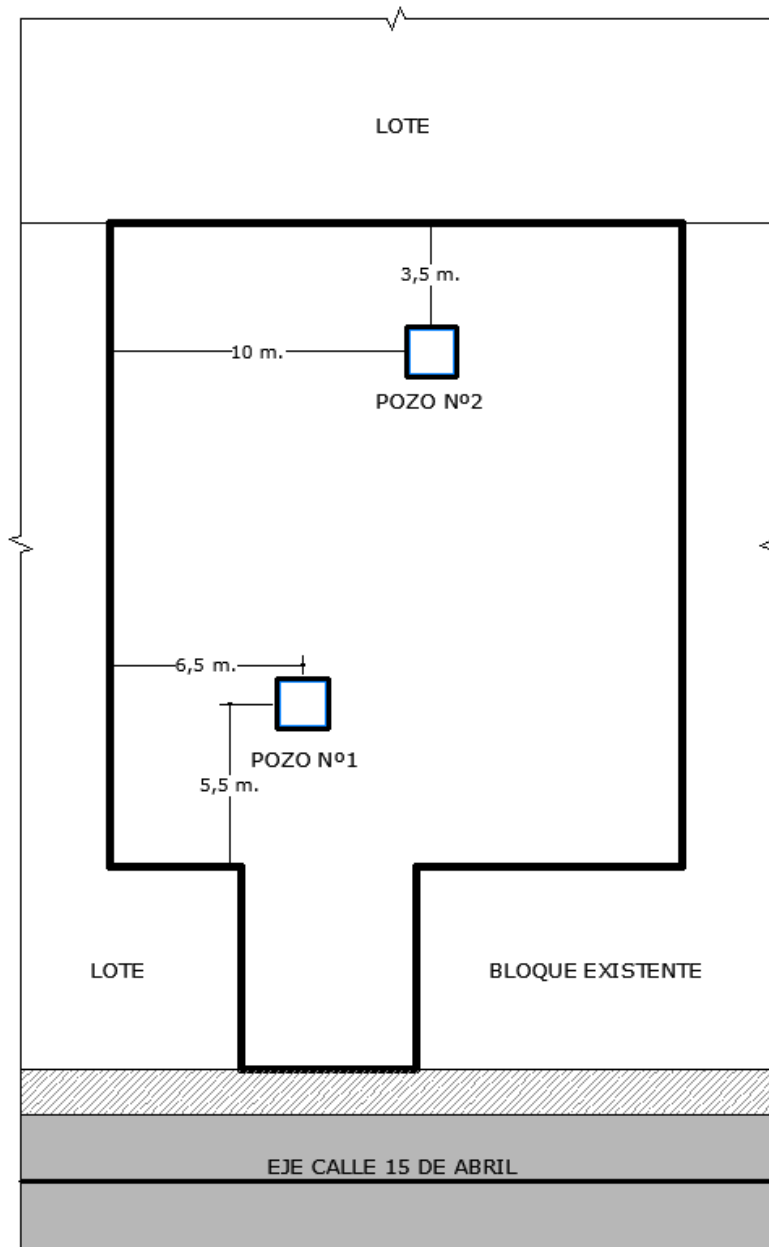 LOTE
3,5 m.
10 m.
POZO Nº2
6,5 m.
POZO Nº1
5,5 m.
LOTE
BLOQUE EXISTENTE
EJE CALLE 15 DE ABRIL